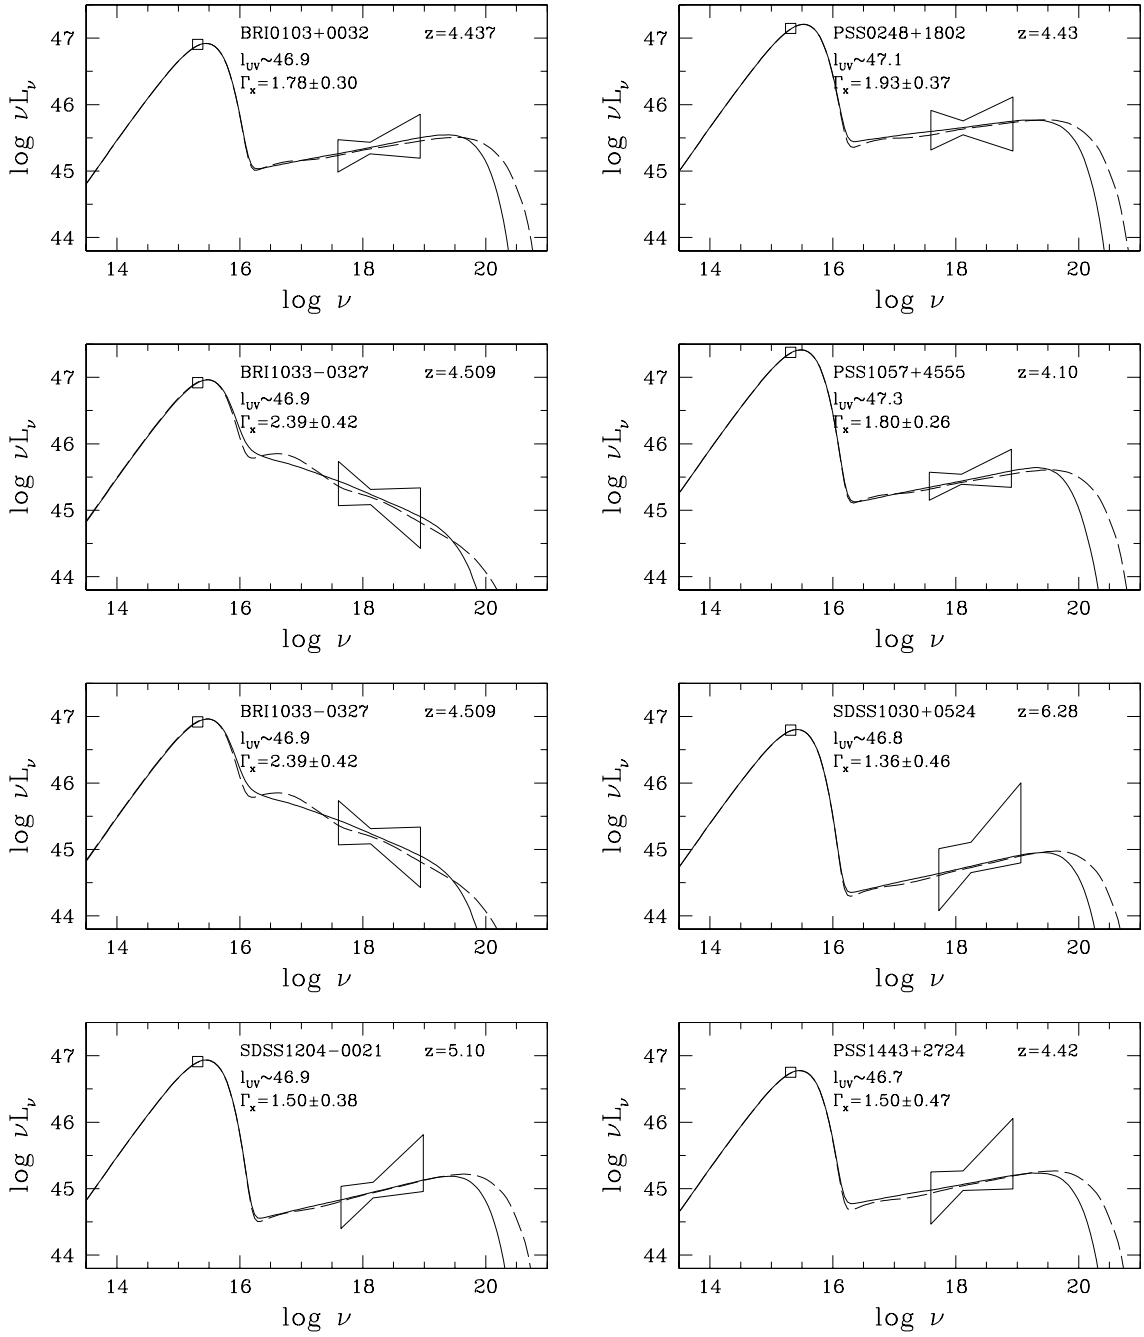 BRI0103+0032 z=4.437
l_UV~46.9
Γ_x=1.78±0.30
47
46
45
44
log νL_ν
14 16 18 20
log ν
PSS0248+1802 z=4.43
l_UV~47.1
Γ_x=1.93±0.37
47
46
45
44
log νL_ν
14 16 18 20
log ν
BRI1033−0327 z=4.509
l_UV~46.9
Γ_x=2.39±0.42
47
46
45
44
log νL_ν
14 16 18 20
log ν
PSS1057+4555 z=4.10
l_UV~47.3
Γ_x=1.80±0.26
47
46
45
44
log νL_ν
14 16 18 20
log ν
BRI1033−0327 z=4.509
l_UV~46.9
Γ_x=2.39±0.42
47
46
45
44
log νL_ν
14 16 18 20
log ν
SDSS1030+0524 z=6.28
l_UV~46.8
Γ_x=1.36±0.46
47
46
45
44
log νL_ν
14 16 18 20
log ν
SDSS1204−0021 z=5.10
l_UV~46.9
Γ_x=1.50±0.38
47
46
45
44
log νL_ν
14 16 18 20
log ν
PSS1443+2724 z=4.42
l_UV~46.7
Γ_x=1.50±0.47
47
46
45
44
log νL_ν
14 16 18 20
log ν